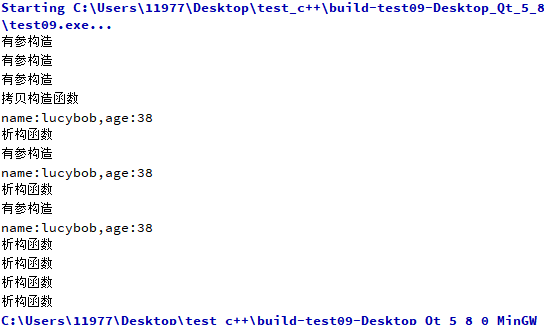 Starting C:\Users\11977\Desktop\test_c++\build-test09-Desktop_Qt_5_8
\test09.exe...
有参构造
有参构造
有参构造
拷贝构造函数
name:lucybob,age:38
析构函数
有参构造
name:lucybob,age:38
析构函数
有参构造
name:lucybob,age:38
析构函数
析构函数
析构函数
析构函数
C:\Users\11977\Desktop\test_c++\build-test09-Desktop_Qt_5_8_0_MinGW